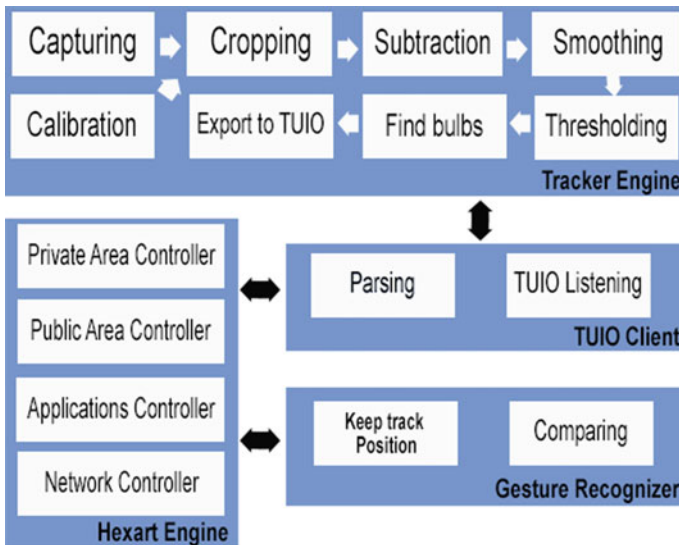 Capturing
Cropping
Subtraction
Smoothing
Calibration
Export to TUIO
Find bulbs
Thresholding
Tracker Engine
Private Area Controller
Public Area Controller
Applications Controller
Network Controller
Hexart Engine
Parsing
TUIO Listening
TUIO Client
Keep track
Position
Comparing
Gesture Recognizer